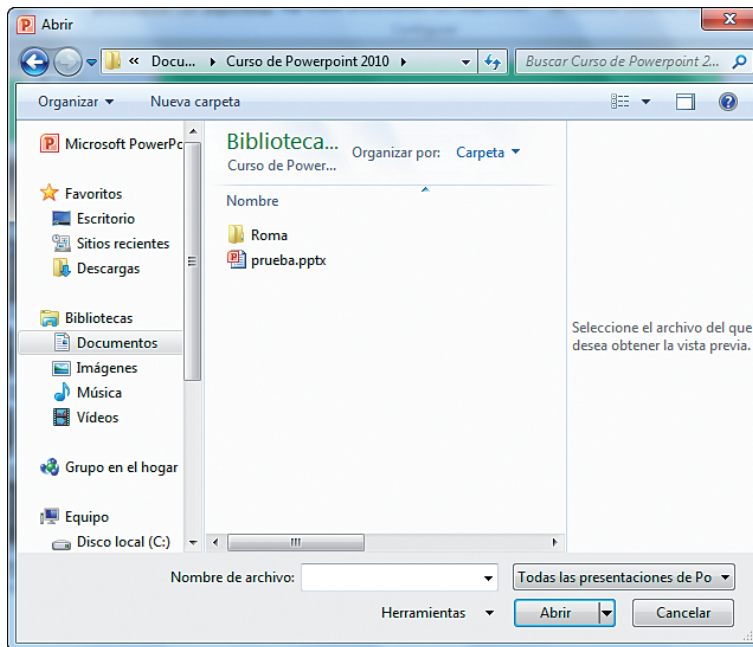 Abrir
« Docu... ▸ Curso de Powerpoint 2010 ▸
Buscar Curso de Powerpoint 2...
Organizar
Nueva carpeta
Microsoft PowerPc
Favoritos
Escritorio
Sitios recientes
Descargas
Bibliotecas
Documentos
Imágenes
Música
Vídeos
Grupo en el hogar
Equipo
Disco local (C:)
Biblioteca...
Curso de Power...
Organizar por: Carpeta
Nombre
Roma
prueba.pptx
Seleccione el archivo del que
desea obtener la vista previa.
Nombre de archivo:
Todas las presentaciones de Po
Herramientas
Abrir
Cancelar